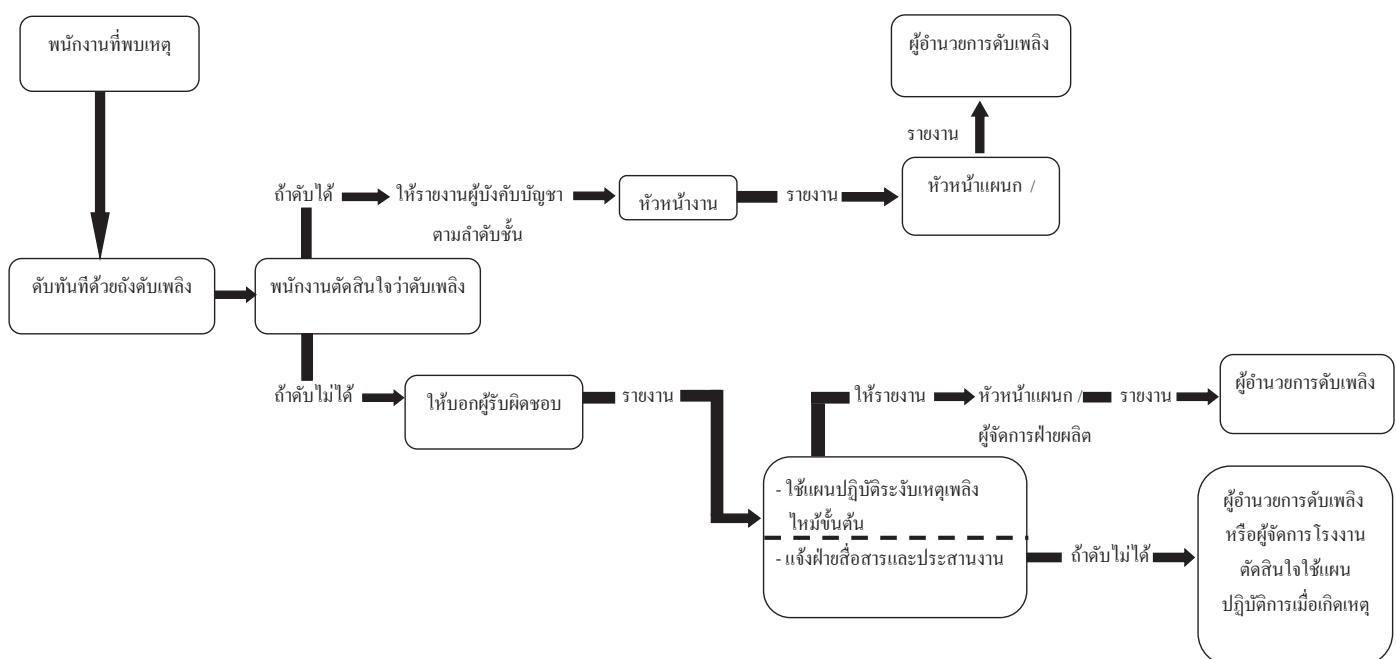 พนักงานที่พบเหตุ
ผู้อำนวยการดับเพลิง
รายงาน
ถ้าดับได้
ให้รายงานผู้บังคับบัญชา
ตามลำดับชั้น
หัวหน้างาน
รายงาน
หัวหน้าแผนก /
ดับทันทีด้วยถังดับเพลิง
พนักงานตัดสินใจว่าดับเพลิง
ถ้าดับไม่ได้
ให้บอกผู้รับผิดชอบ
รายงาน
ให้รายงาน
หัวหน้าแผนก /
ผู้จัดการฝ่ายผลิต
รายงาน
ผู้อำนวยการดับเพลิง
- ใช้แผนปฏิบัติระงับเหตุเพลิง
ไหม้ขั้นต้น
- แจ้งฝ่ายสื่อสารและประสานงาน
ถ้าดับไม่ได้
ผู้อำนวยการดับเพลิง
หรือผู้จัดการโรงงาน
ตัดสินใจใช้แผน
ปฏิบัติการเมื่อเกิดเหตุ